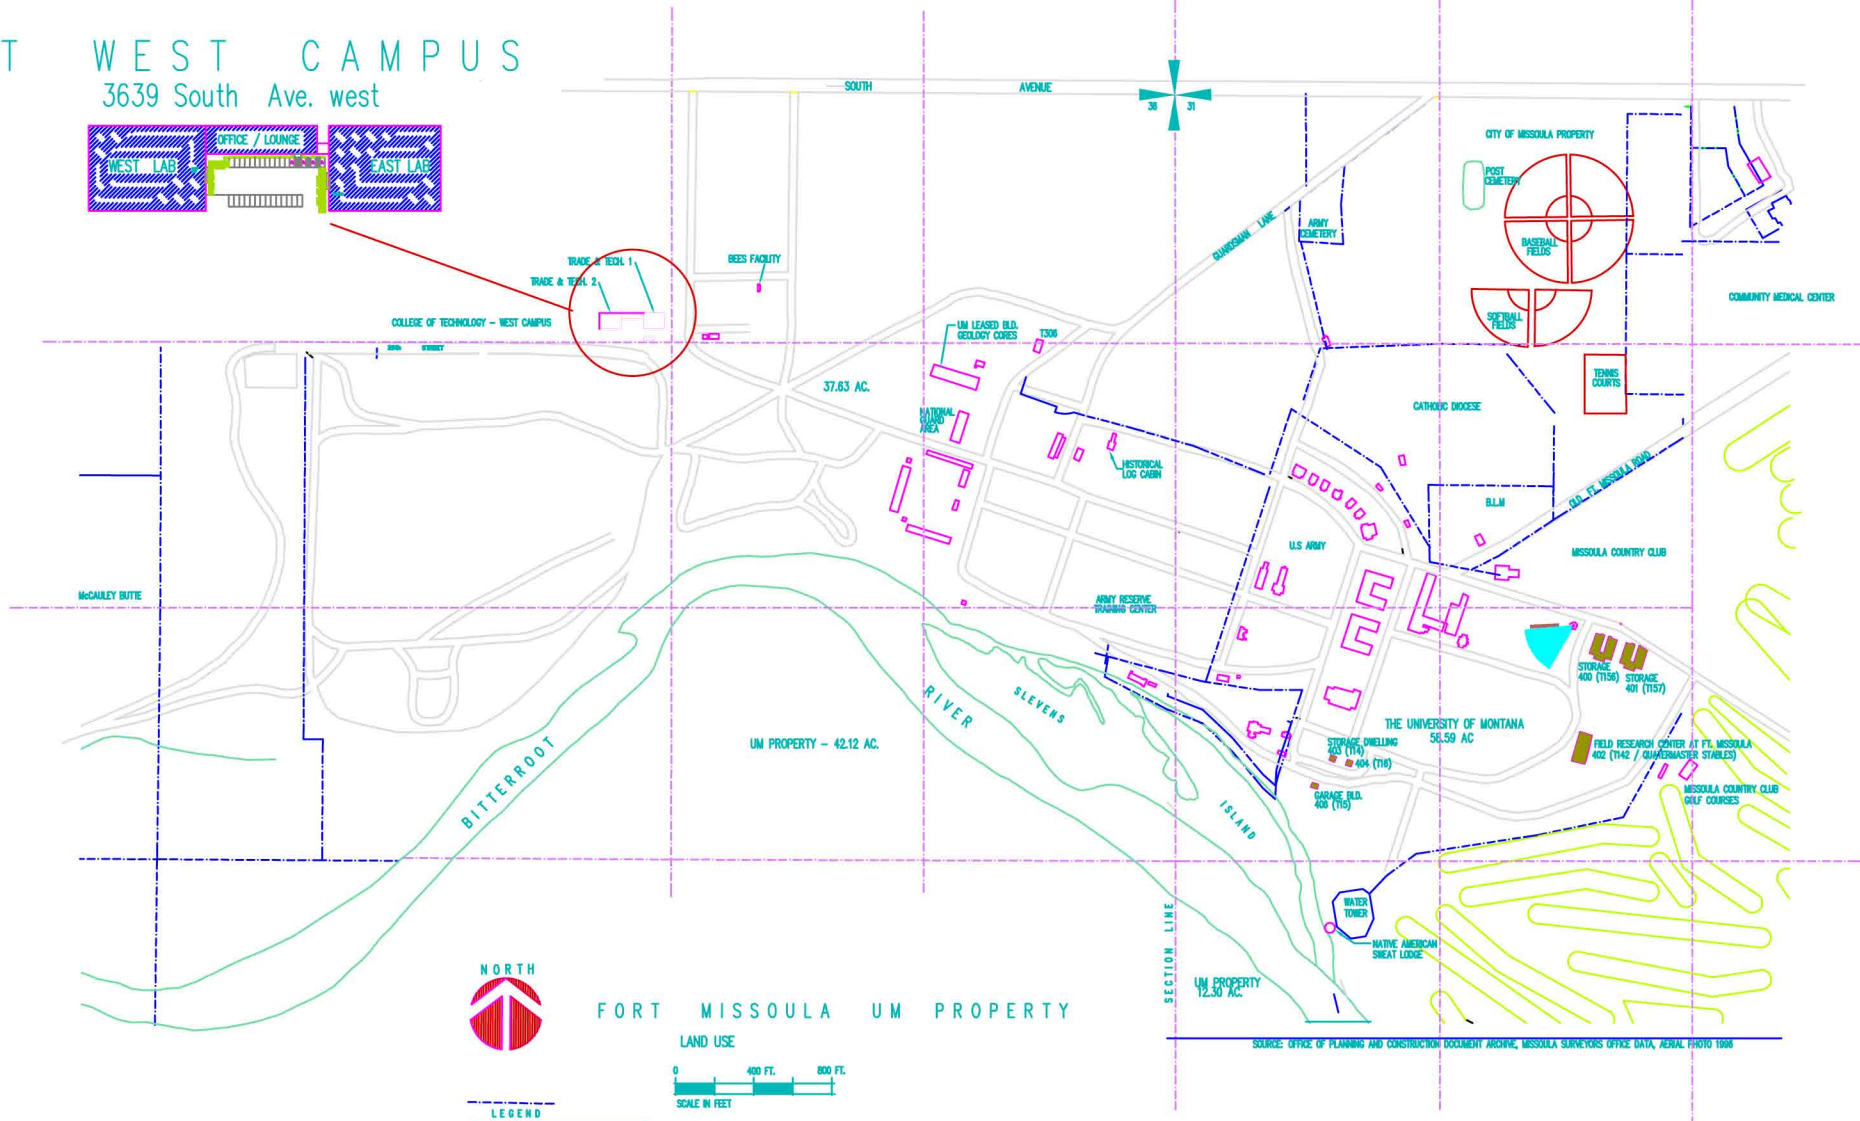 T WEST CAMPUS
3639 South Ave. west
OFFICE / LOUNGE
WEST LAB
EAST LAB
SOUTH AVENUE
36 31
CITY OF MISSOULA PROPERTY
POST
CEMETERY
GUARDSMAN LANE
ARMY
CEMETERY
BASEBALL
FIELDS
TRADE & TECH. 1
TRADE & TECH. 2
BEES FACILITY
COMMUNITY MEDICAL CENTER
COLLEGE OF TECHNOLOGY - WEST CAMPUS
SOFTBALL
FIELDS
UM LEASED BLD.
GEOLOGY CORES
T306
STREET
37.63 AC.
TENNIS
COURTS
CATHOLIC DIOCESE
NATIONAL
GUARD
AREA
HISTORICAL
LOG CABIN
OLD FT. MISSOULA ROAD
B.L.M
U.S ARMY
MISSOULA COUNTRY CLUB
McCAULEY BUTTE
ARMY RESERVE
TRAINING CENTER
STORAGE
400 (T156)
STORAGE
401 (T157)
RIVER
SLEVENS
THE UNIVERSITY OF MONTANA
58.59 AC
UM PROPERTY - 42.12 AC.
STORAGE DWELLING
403 (T14)
404 (T16)
FIELD RESEARCH CENTER AT FT. MISSOULA
402 (T142 / QUATERMASTER STABLES)
BITTERROOT
GARAGE BLD.
406 (T15)
MISSOULA COUNTRY CLUB
GOLF COURSES
ISLAND
WATER
TOWER
SECTION LINE
NATIVE AMERICAN
SWEAT LODGE
NORTH
UM PROPERTY
12.30 AC.
FORT MISSOULA UM PROPERTY
LAND USE
SOURCE: OFFICE OF PLANNING AND CONSTRUCTION DOCUMENT ARCHIVE, MISSOULA SURVEYORS OFFICE DATA, AERIAL PHOTO 1996
0 400 FT. 800 FT.
SCALE IN FEET
LEGEND